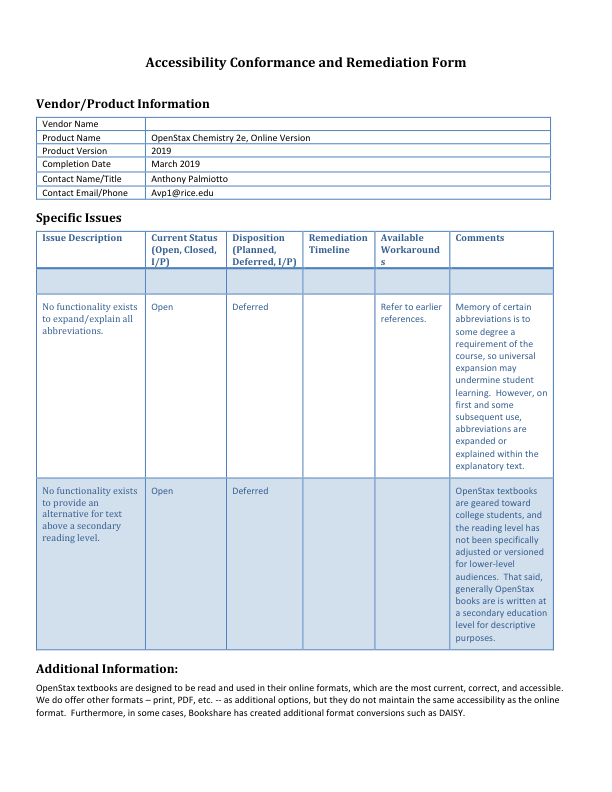 Accessibility Conformance and Remediation Form
Vendor/Product Information
Vendor Name
Product Name OpenStax Chemistry 2e, Online Version
Product Version 2019
Completion Date March 2019
Contact Name/Title Anthony Palmiotto
Contact Email/Phone Avp1@rice.edu
Specific Issues
Issue Description
Current Status
(Open, Closed,
I/P)
Disposition
(Planned,
Deferred, I/P)
Remediation
Timeline
Available
Workaround
s
Comments
No functionality exists
to expand/explain all
abbreviations.
Open
Deferred
Refer to earlier
references.
Memory of certain
abbreviations is to
some degree a
requirement of the
course, so universal
expansion may
undermine student
learning.  However, on
first and some
subsequent use,
abbreviations are
expanded or
explained within the
explanatory text.
No functionality exists
to provide an
alternative for text
above a secondary
reading level.
Open
Deferred
OpenStax textbooks
are geared toward
college students, and
the reading level has
not been specifically
adjusted or versioned
for lower-level
audiences.  That said,
generally OpenStax
books are is written at
a secondary education
level for descriptive
purposes.
Additional Information:
OpenStax textbooks are designed to be read and used in their online formats, which are the most current, correct, and accessible.
We do offer other formats – print, PDF, etc. -- as additional options, but they do not maintain the same accessibility as the online
format.  Furthermore, in some cases, Bookshare has created additional format conversions such as DAISY.